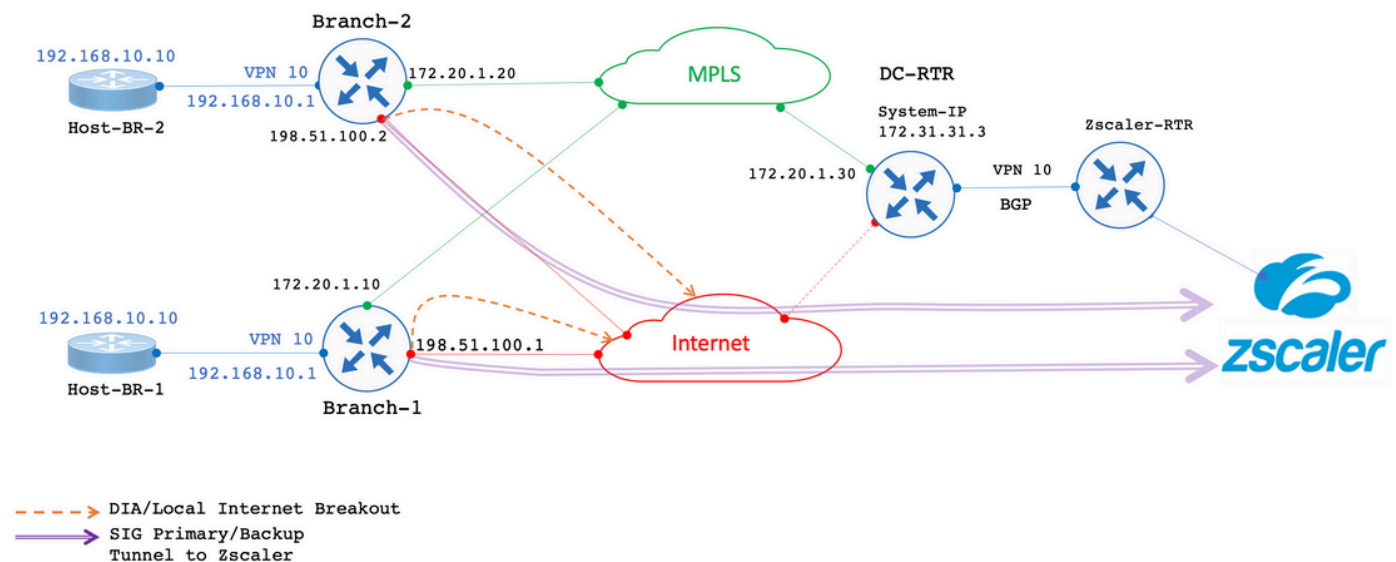 Branch-2
192.168.10.10
VPN 10
172.20.1.20
192.168.10.1
Host-BR-2
198.51.100.2
MPLS
DC-RTR
System-IP
172.31.31.3
Zscaler-RTR
172.20.1.30
VPN 10
BGP
172.20.1.10
192.168.10.10
VPN 10
198.51.100.1
192.168.10.1
Host-BR-1
Branch-1
Internet
zscaler
DIA/Local Internet Breakout
SIG Primary/Backup
Tunnel to Zscaler